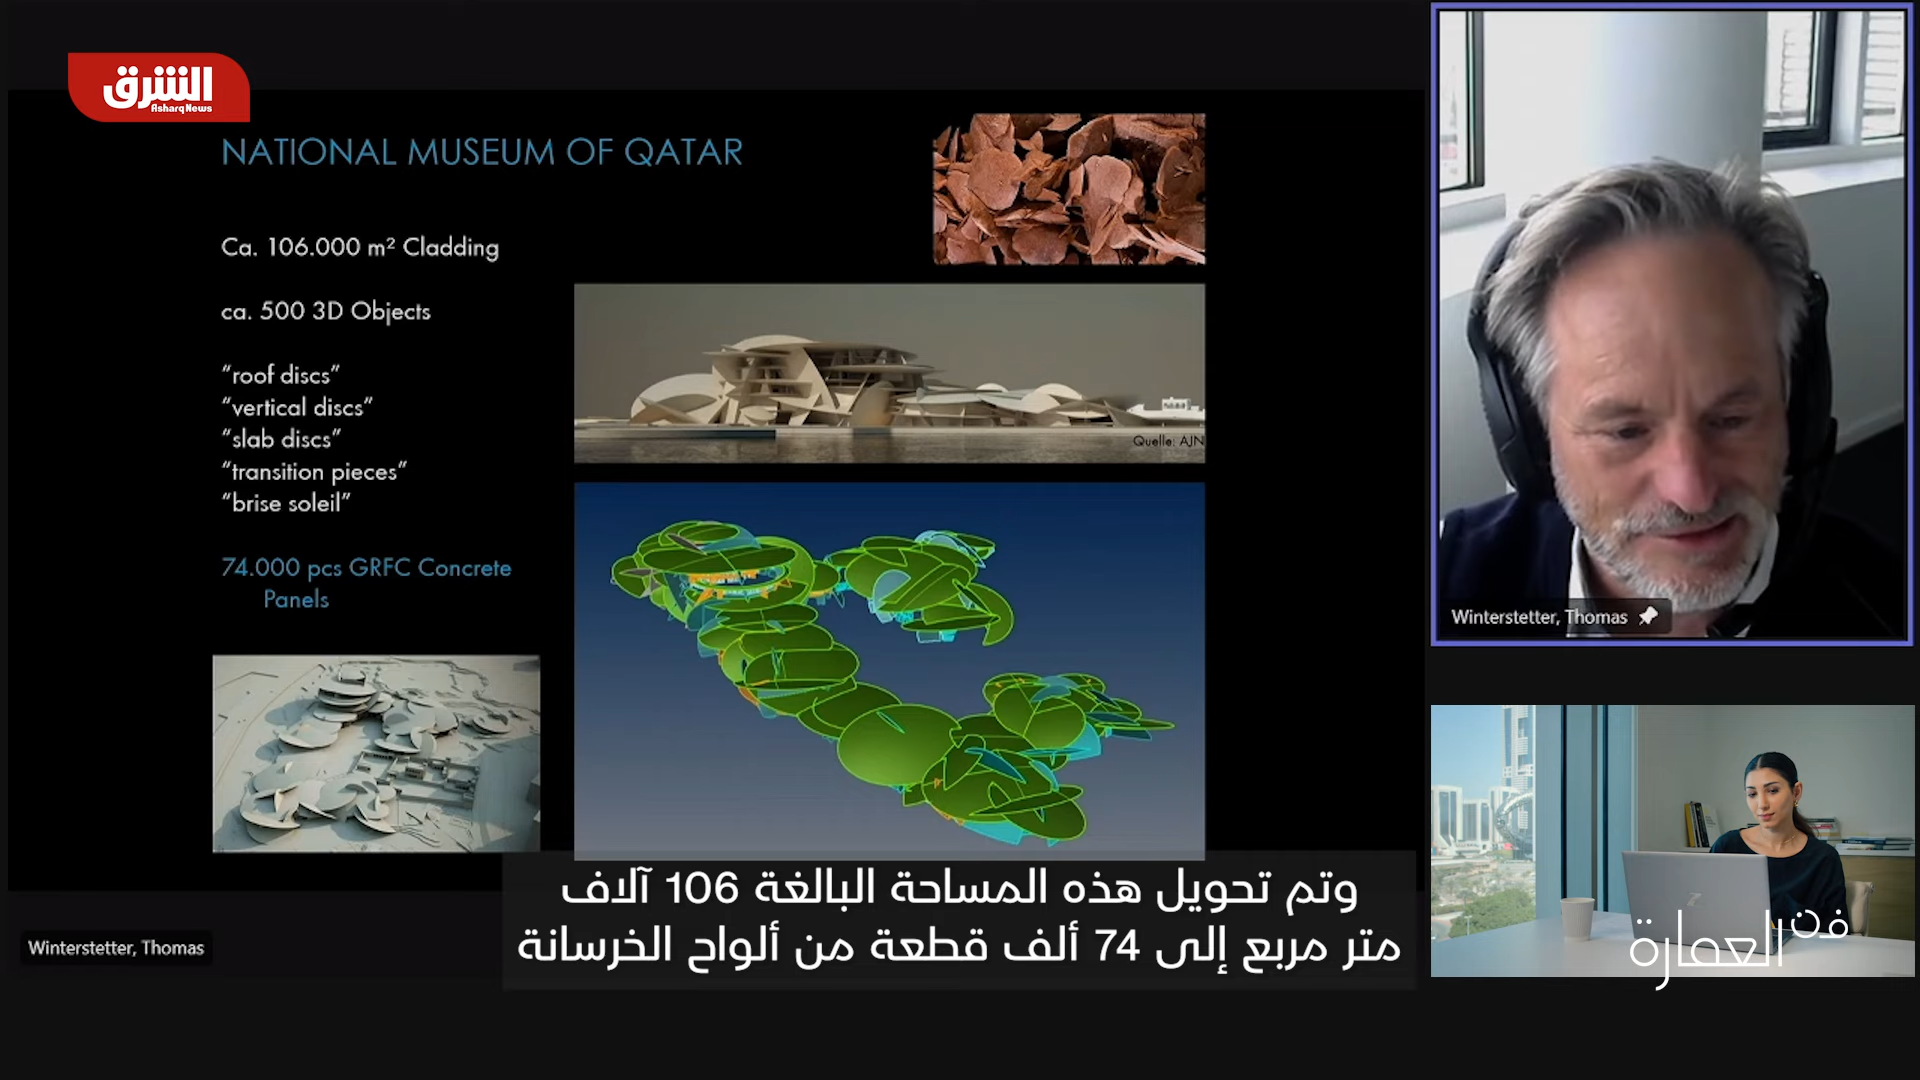 الشرق
Asharq News
NATIONAL MUSEUM OF QATAR
Ca. 106.000 m² Cladding
ca. 500 3D Objects
“roof discs”
“vertical discs”
“slab discs”
“transition pieces”
“brise soleil”
74.000 pcs GRFC Concrete
Panels
Quelle: AJN
Winterstetter, Thomas
وتم تحويل هذه المساحة البالغة 106 آلاف
متر مربع إلى 74 ألف قطعة من ألواح الخرسانة
Winterstetter, Thomas
فن العمارة